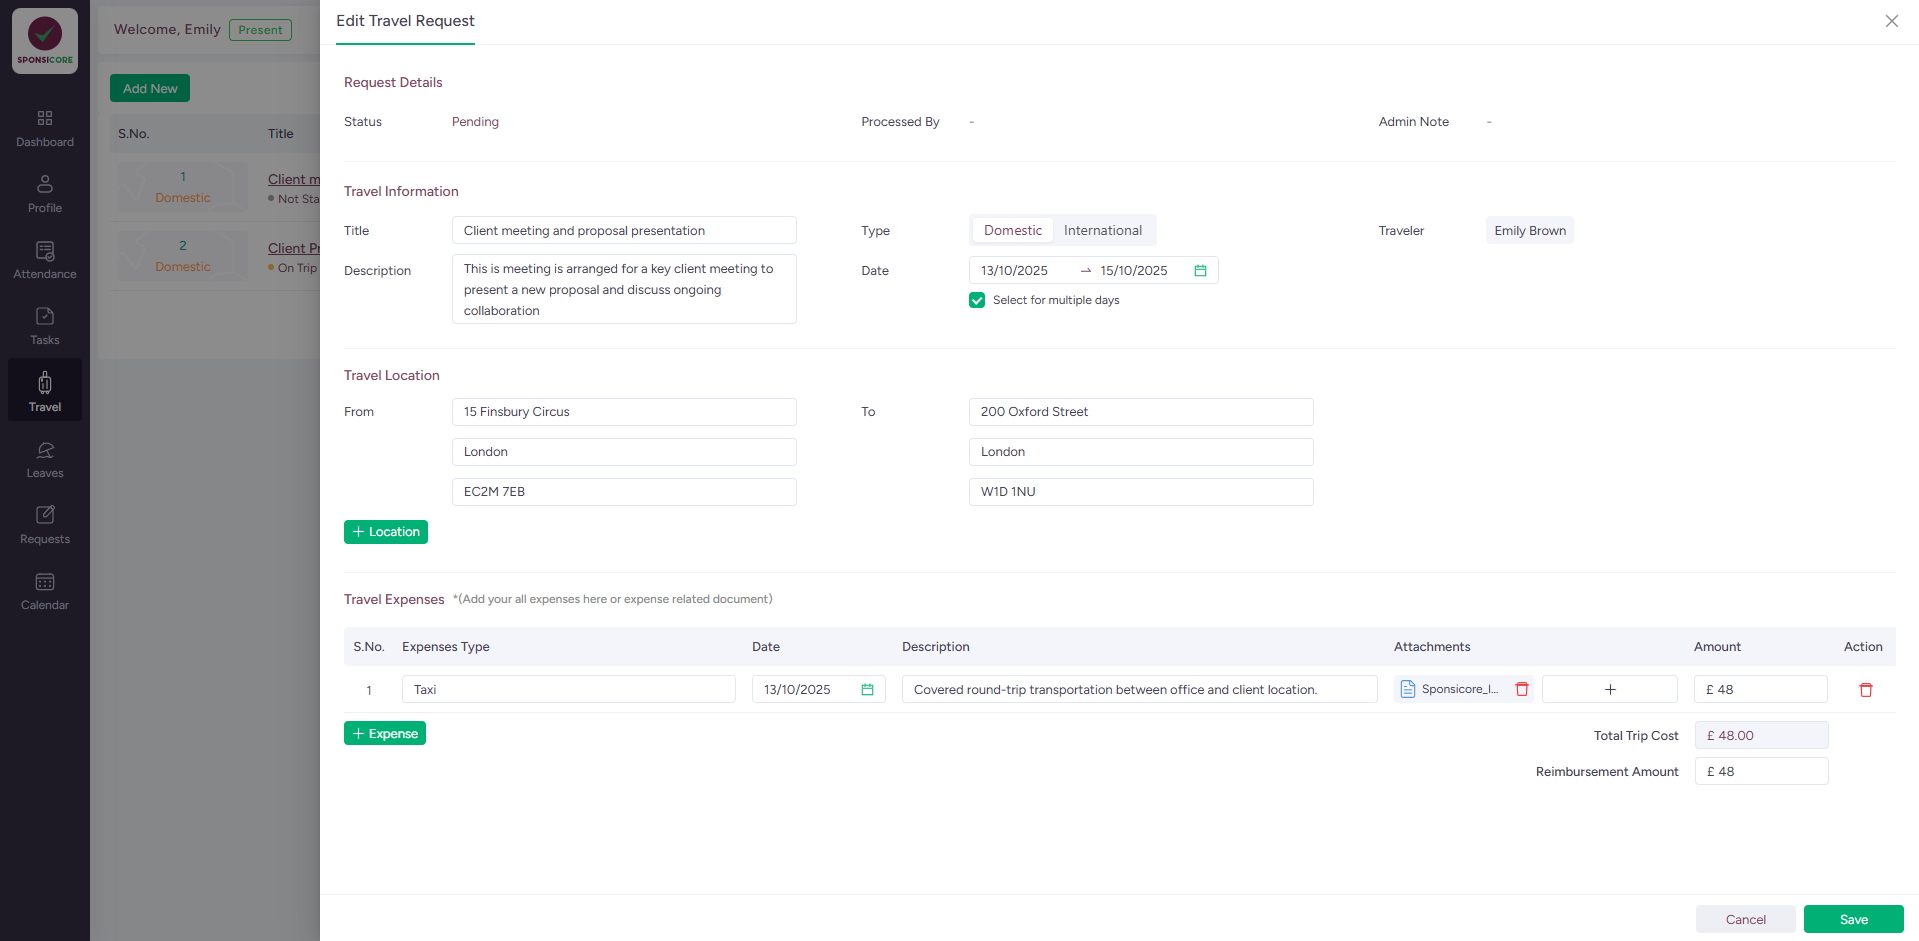 SPONSICORE
Dashboard
Profile
Attendance
Tasks
Travel
Leaves
Requests
Calendar
Welcome, Emily Present
Add New
S.No. Title
1
Domestic
Client m
Not Sta
2
Domestic
Client Pr
On Trip
Edit Travel Request
Request Details
Status Pending Processed By - Admin Note -
Travel Information
Title Client meeting and proposal presentation Type Domestic International Traveler Emily Brown
Description This is meeting is arranged for a key client meeting to
present a new proposal and discuss ongoing
collaboration
Date 13/10/2025 → 15/10/2025
Select for multiple days
Travel Location
From 15 Finsbury Circus To 200 Oxford Street
London London
EC2M 7EB W1D 1NU
+ Location
Travel Expenses *(Add your all expenses here or expense related document)
S.No. Expenses Type Date Description Attachments Amount Action
1 Taxi 13/10/2025 Covered round-trip transportation between office and client location. Sponsicore_I... + £ 48
+ Expense
Total Trip Cost £ 48.00
Reimbursement Amount £ 48
Cancel Save